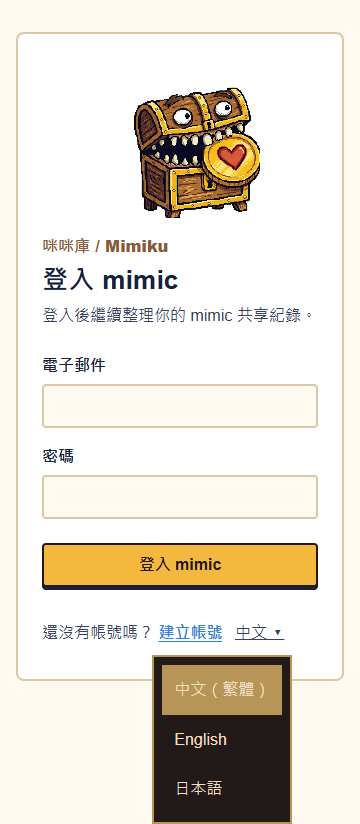 咪咪庫 / Mimiku
登入 mimic
登入後繼續整理你的 mimic 共享紀錄。
電子郵件
密碼
登入 mimic
還沒有帳號嗎？ 建立帳號 中文 ▼
中文（繁體）
English
日本語